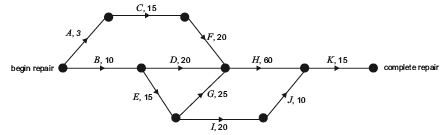 C, 15
A, 3
F, 20
begin repair
B, 10
D, 20
H, 60
K, 15
complete repair
E, 15
G, 25
J, 10
I, 20